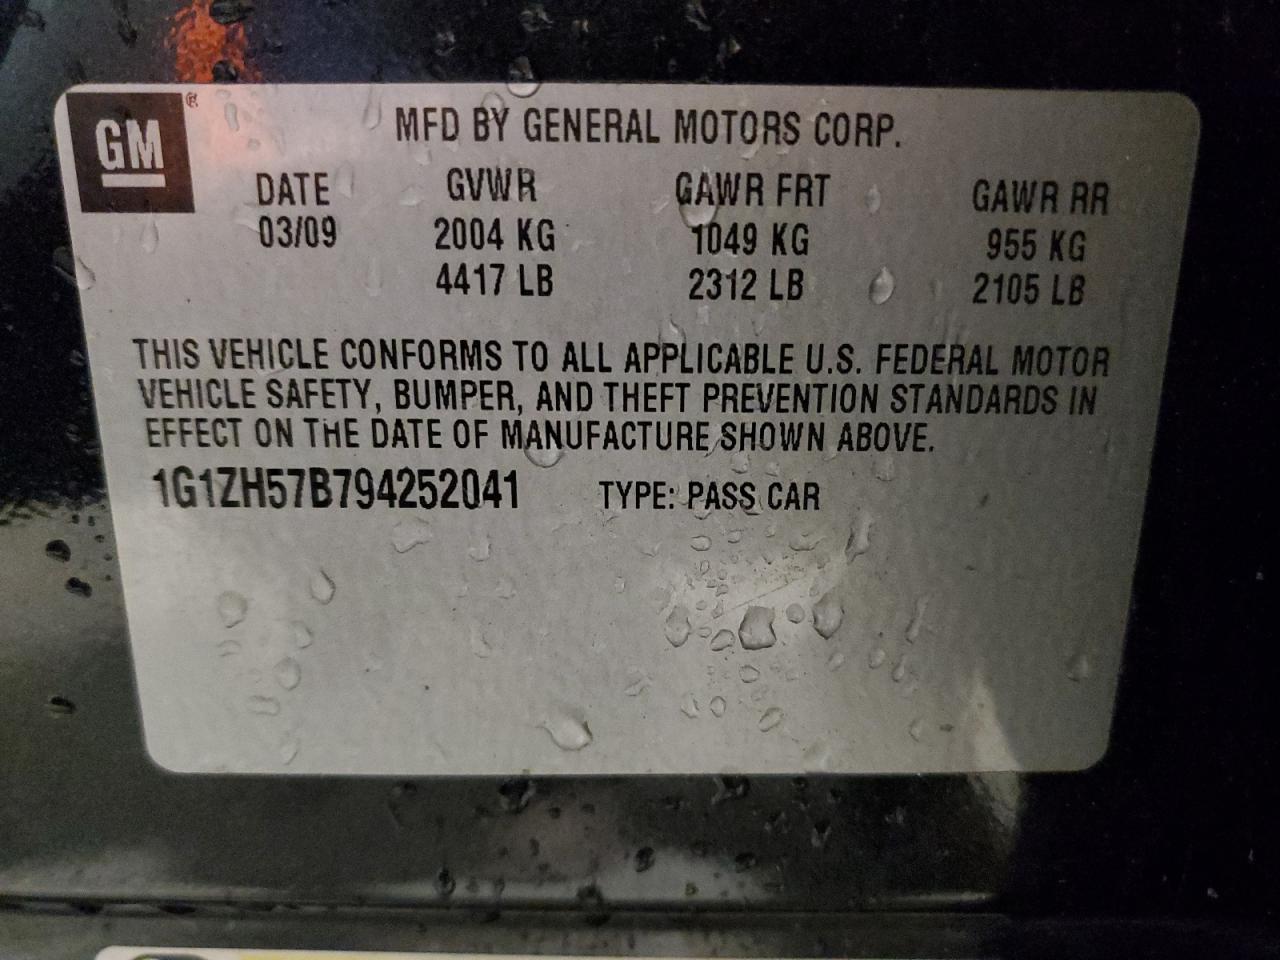 GM ®
MFD BY GENERAL MOTORS CORP.
DATE GVWR GAWR FRT GAWR RR
03/09 2004 KG 1049 KG 955 KG
4417 LB 2312 LB 2105 LB
THIS VEHICLE CONFORMS TO ALL APPLICABLE U.S. FEDERAL MOTOR
VEHICLE SAFETY, BUMPER, AND THEFT PREVENTION STANDARDS IN
EFFECT ON THE DATE OF MANUFACTURE SHOWN ABOVE.
1G1ZH57B794252041 TYPE: PASS CAR